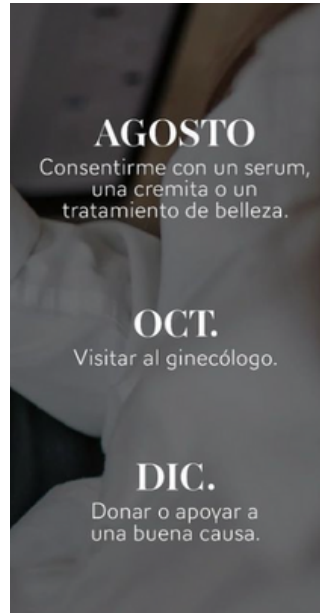 AGOSTO
Consentirme con un serum,
una cremita o un
tratamiento de belleza.
OCT.
Visitar al ginecólogo.
DIC.
Donar o apoyar a
una buena causa.